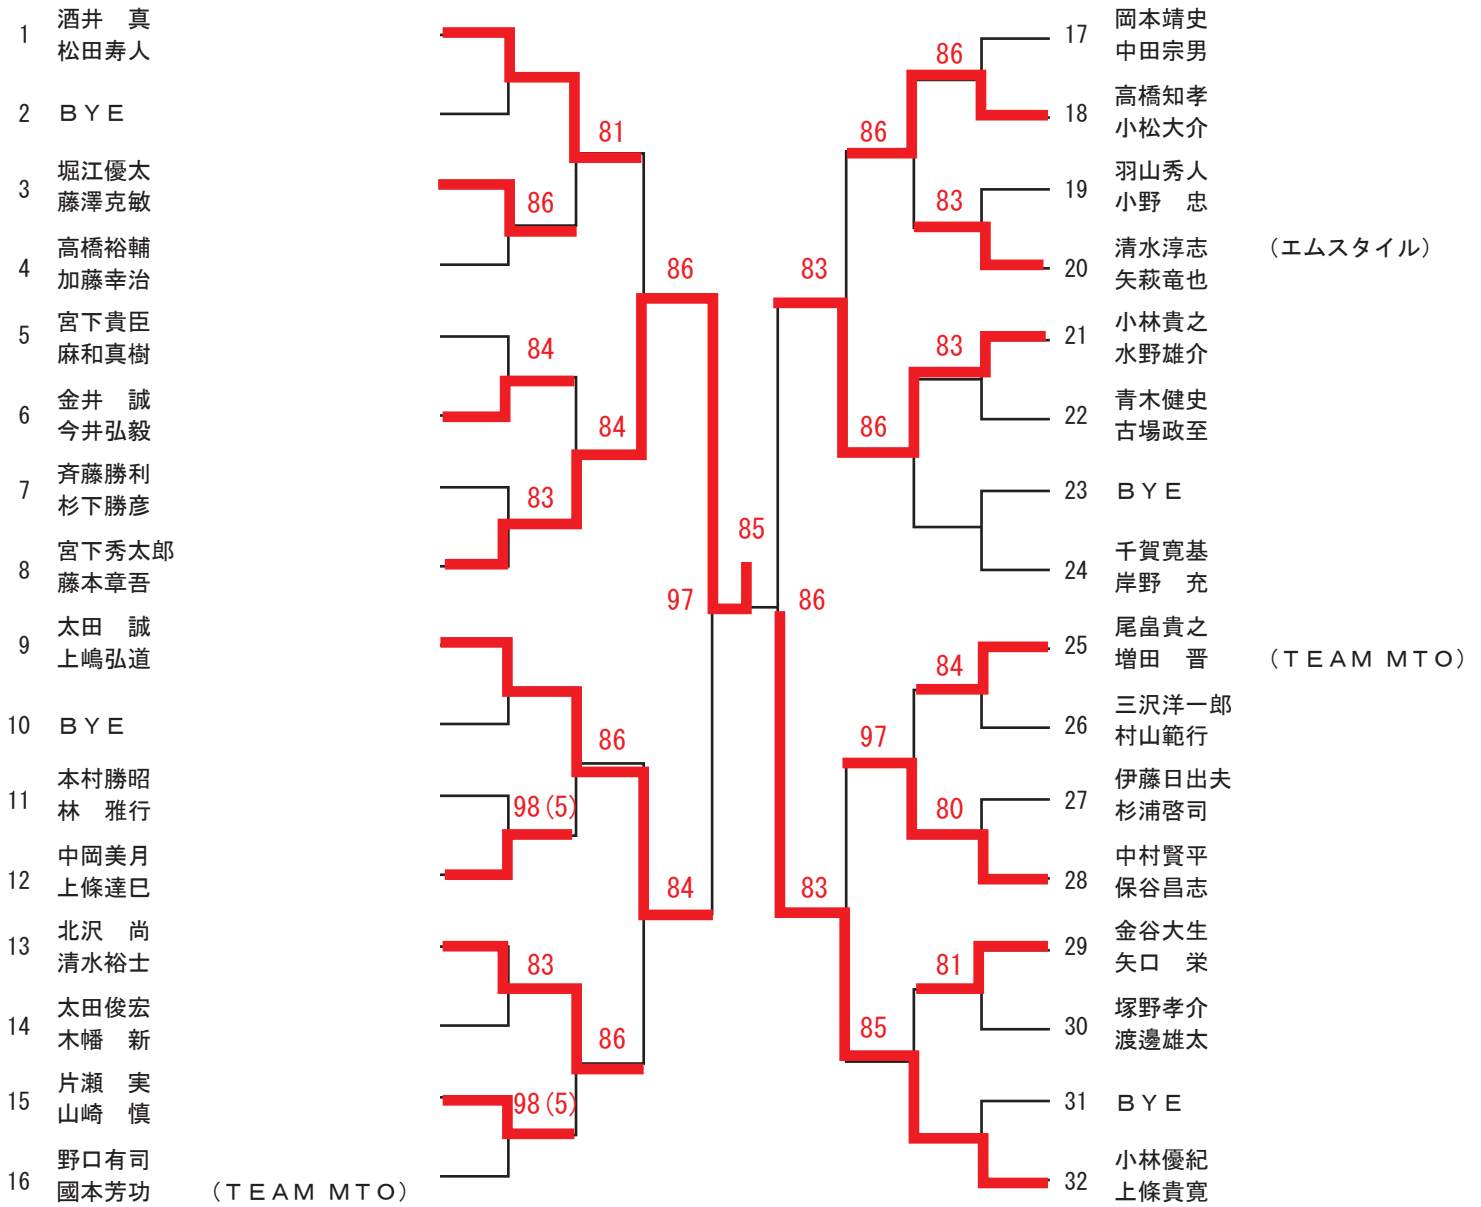 1 酒井　真
松田寿人
2 ＢＹＥ
3 堀江優太
藤澤克敏
4 高橋裕輔
加藤幸治
5 宮下貴臣
麻和真樹
6 金井　誠
今井弘毅
7 斉藤勝利
杉下勝彦
8 宮下秀太郎
藤本章吾
9 太田　誠
上嶋弘道
10 ＢＹＥ
11 本村勝昭
林　雅行
12 中岡美月
上條達巳
13 北沢　尚
清水裕士
14 太田俊宏
木幡　新
15 片瀬　実
山崎　慎
16 野口有司
國本芳功　（ＴＥＡＭ ＭＴＯ）
81
86
84
83
84
86
98(5)
86
83
98(5)
86
84
97
85
86
83
86
83
86
83
86
84
97
80
83
81
85
86
17 岡本靖史
中田宗男
18 高橋知孝
小松大介
19 羽山秀人
小野　忠
20 清水淳志　（エムスタイル）
矢萩竜也
21 小林貴之
水野雄介
22 青木健史
古場政至
23 ＢＹＥ
24 千賀寛基
岸野　充
25 尾畠貴之
増田　晋　（ＴＥＡＭ ＭＴＯ）
26 三沢洋一郎
村山範行
27 伊藤日出夫
杉浦啓司
28 中村賢平
保谷昌志
29 金谷大生
矢口　栄
30 塚野孝介
渡邊雄太
31 ＢＹＥ
32 小林優紀
上條貴寛